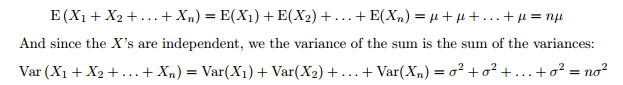 E (X₁ + X₂ + … + Xₙ) = E(X₁) + E(X₂) + … + E(Xₙ) = μ + μ + … + μ = nμ
And since the X's are independent, we the variance of the sum is the sum of the variances:
Var (X₁ + X₂ + … + Xₙ) = Var(X₁) + Var(X₂) + … + Var(Xₙ) = σ² + σ² + … + σ² = nσ²